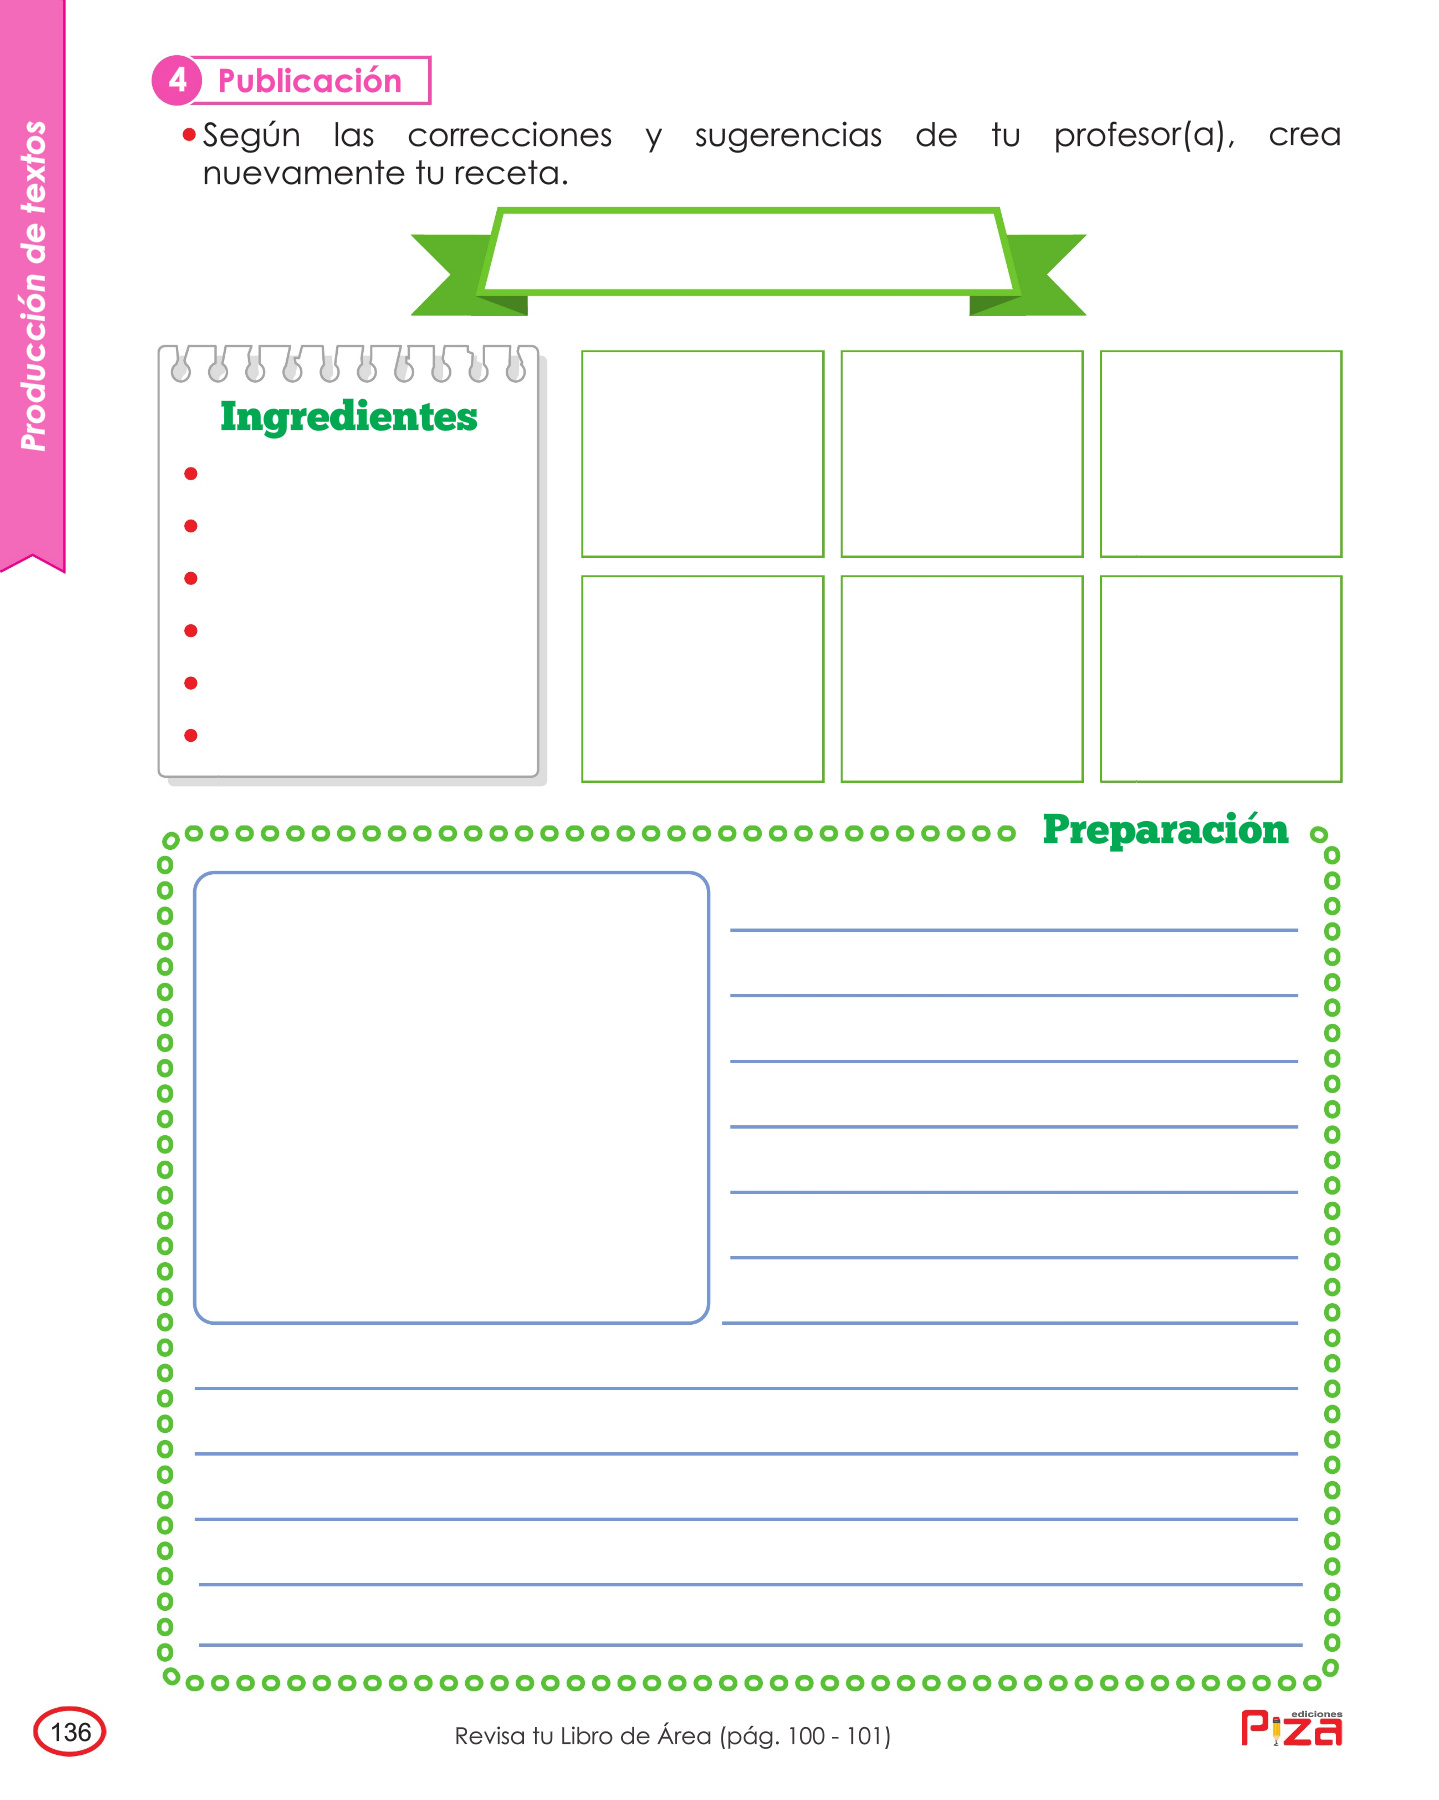 Producción de textos
4 Publicación
• Según las correcciones y sugerencias de tu profesor(a), crea
nuevamente tu receta.
Ingredientes
•
•
•
•
•
•
Preparación
136
Revisa tu Libro de Área (pág. 100 - 101)
ediciones
Piza